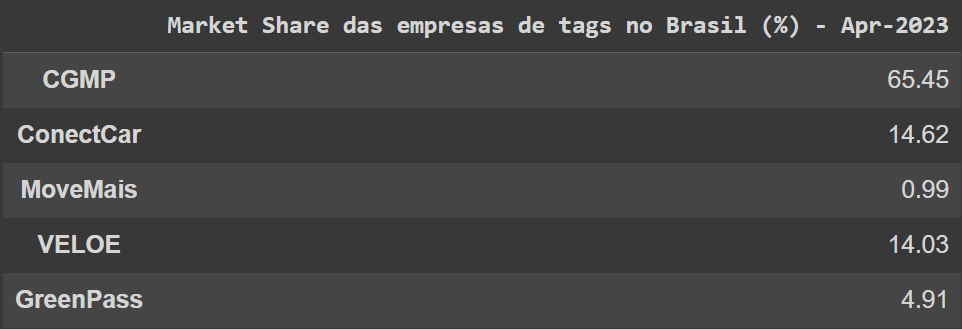 Market Share das empresas de tags no Brasil (%) - Apr-2023
CGMP 65.45
ConectCar 14.62
MoveMais 0.99
VELOE 14.03
GreenPass 4.91